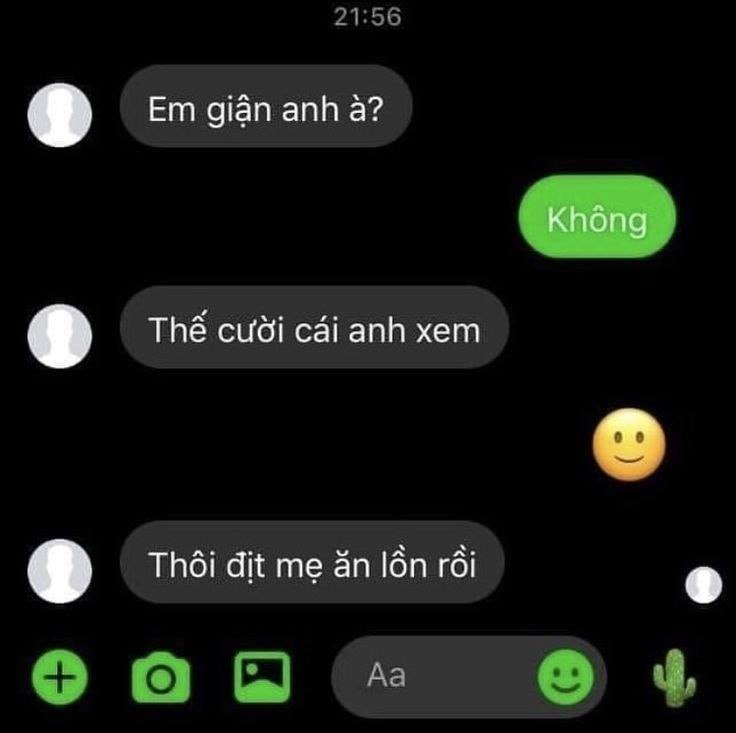 21:56
Em giận anh à?
Không
Thế cười cái anh xem
🙂
Thôi địt mẹ ăn lồn rồi
Aa